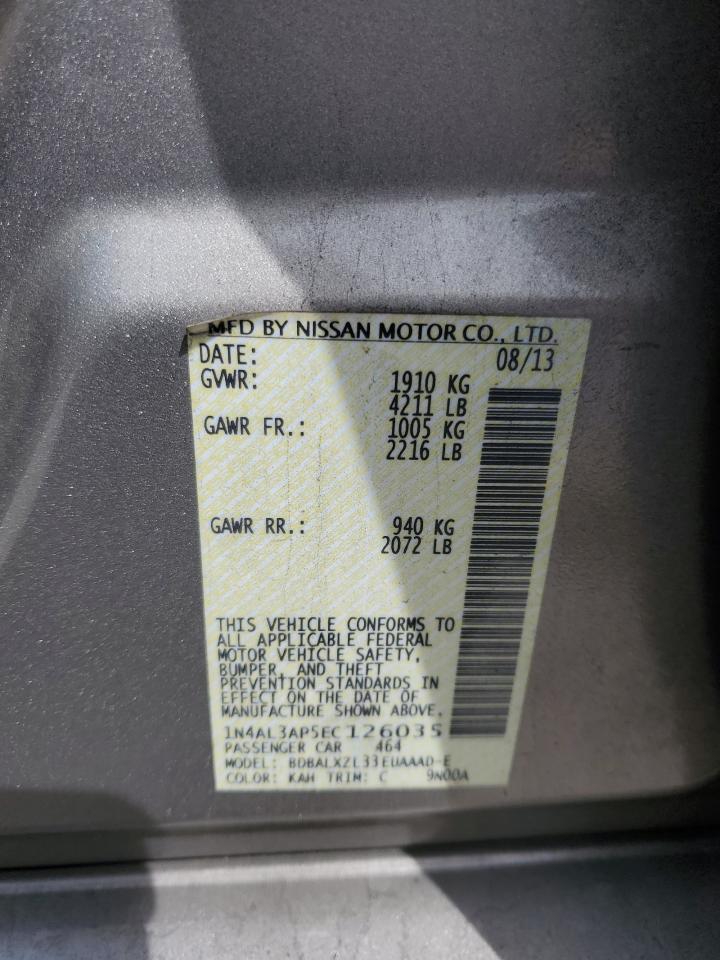 MFD BY NISSAN MOTOR CO., LTD.
DATE: 08/13
GVWR: 1910 KG
4211 LB
GAWR FR.: 1005 KG
2216 LB
GAWR RR.: 940 KG
2072 LB
THIS VEHICLE CONFORMS TO
ALL APPLICABLE FEDERAL
MOTOR VEHICLE SAFETY,
BUMPER, AND THEFT
PREVENTION STANDARDS IN
EFFECT ON THE DATE OF
MANUFACTURE SHOWN ABOVE.
1N4AL3AP5EC126035
PASSENGER CAR 464
MODEL: BDBALXZL33EUAAAD-E
COLOR: KAH TRIM: C 9N00A